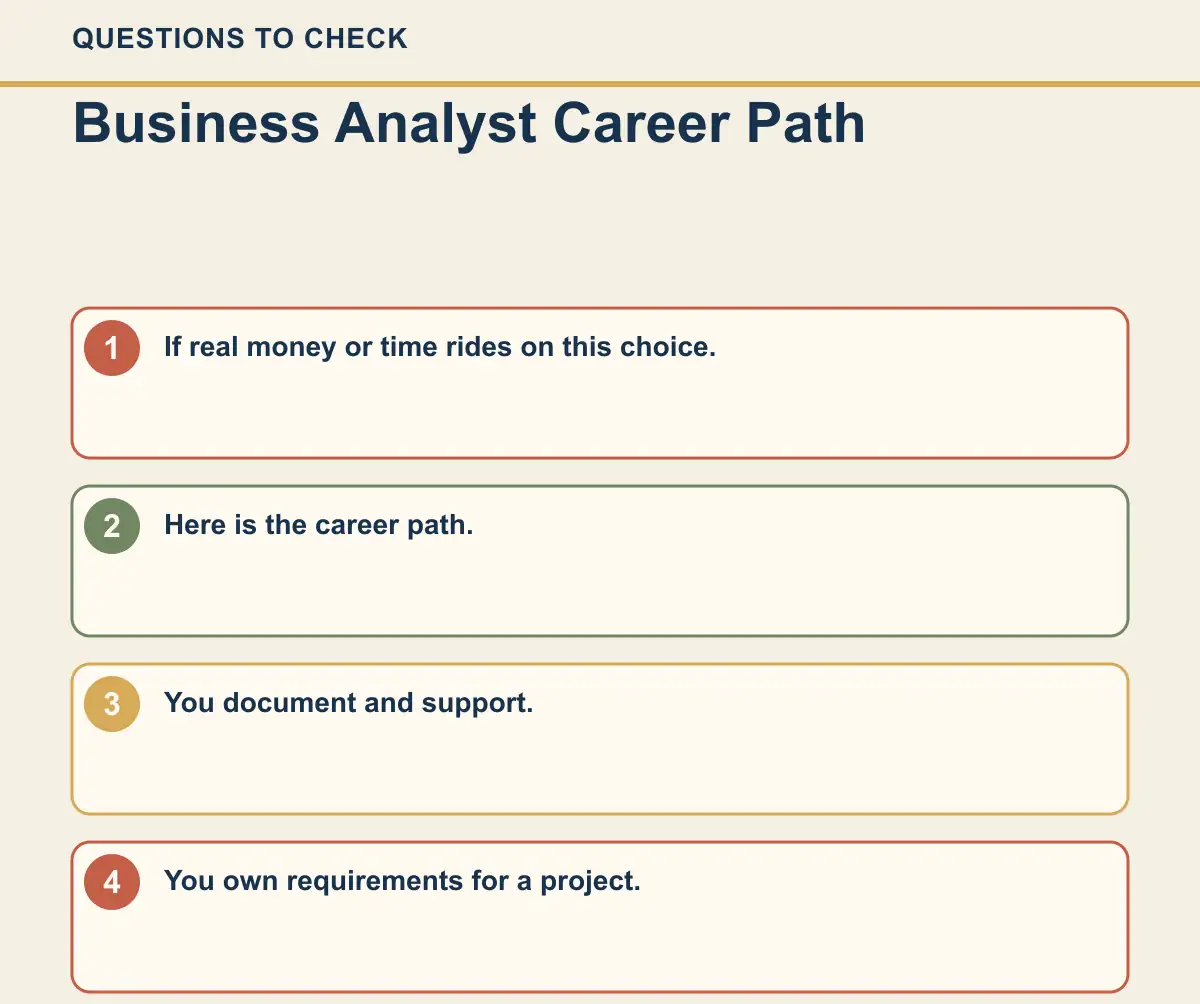 QUESTIONS TO CHECK
Business Analyst Career Path
1 If real money or time rides on this choice.
2 Here is the career path.
3 You document and support.
4 You own requirements for a project.